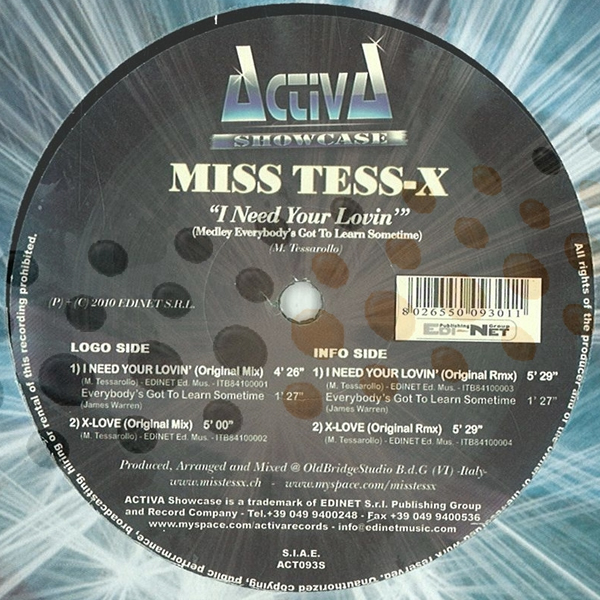 ACTIVA
SHOWCASE
MISS TESS-X
"I Need Your Lovin'"
(Medley Everybody's Got To Learn Sometime)
(M. Tessarollo)
(P) - (C) 2010 EDINET S.R.L.
8 026550 093011
Publishing Group
EDI-NET
LOGO SIDE
1) I NEED YOUR LOVIN' (Original Mix) 4' 26"
(M. Tessarollo) - EDINET Ed. Mus. - ITB84100001
Everybody's Got To Learn Sometime 1' 27"
(James Warren)
2) X-LOVE (Original Mix) 5' 00"
(M. Tessarollo) - EDINET Ed. Mus. - ITB84100002
INFO SIDE
1) I NEED YOUR LOVIN' (Original Rmx) 5' 29"
(M. Tessarollo) - EDINET Ed. Mus. - ITB84100003
Everybody's Got To Learn Sometime 1' 27"
(James Warren)
2) X-LOVE (Original Rmx) 5' 29"
(M. Tessarollo) - EDINET Ed. Mus. - ITB84100004
Produced, Arranged and Mixed @ OldBridgeStudio B.d.G (VI) -Italy-
www.misstessx.ch - www.myspace.com/misstessx
ACTIVA Showcase is a trademark of EDINET S.r.l. Publishing Group
and Record Company - Tel.+39 049 9400248 - Fax +39 049 9400536
www.myspace.com/activarecords - info@edinetmusic.com
S.I.A.E.
ACT093S
All rights of the producer and of the work reserved. Unauthorized copying, public performance, broadcasting, hiring or rental of this recording prohibited.